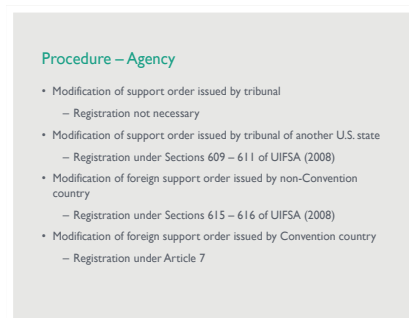 Procedure – Agency
• Modification of support order issued by tribunal
– Registration not necessary
• Modification of support order issued by tribunal of another U.S. state
– Registration under Sections 609 – 611 of UIFSA (2008)
• Modification of foreign support order issued by non-Convention
country
– Registration under Sections 615 – 616 of UIFSA (2008)
• Modification of foreign support order issued by Convention country
– Registration under Article 7